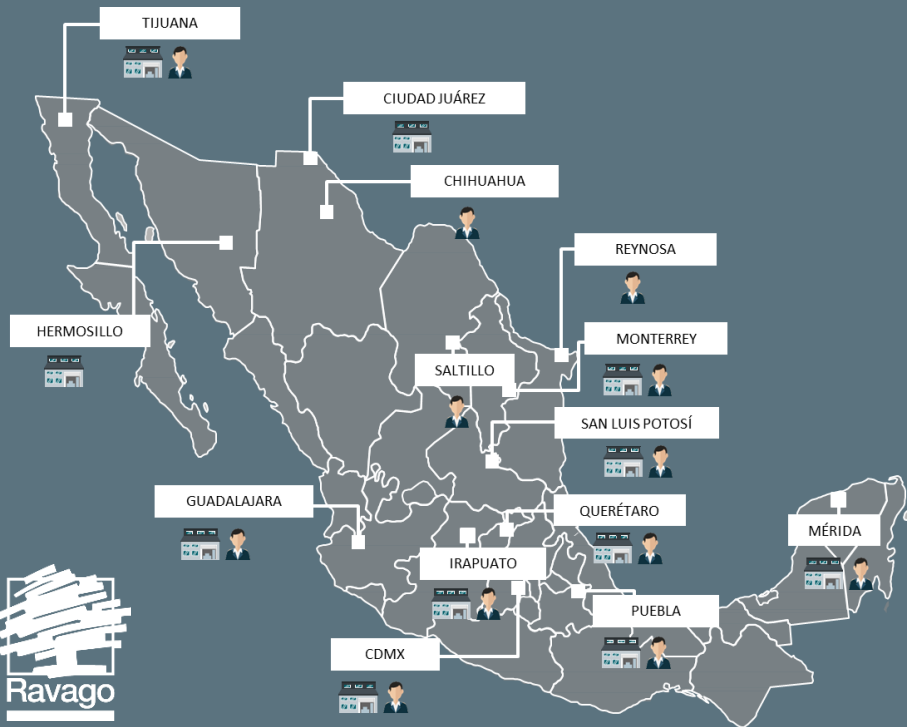 TIJUANA
CIUDAD JUÁREZ
CHIHUAHUA
REYNOSA
HERMOSILLO
MONTERREY
SALTILLO
SAN LUIS POTOSÍ
GUADALAJARA
QUERÉTARO
MÉRIDA
IRAPUATO
PUEBLA
CDMX
Ravago